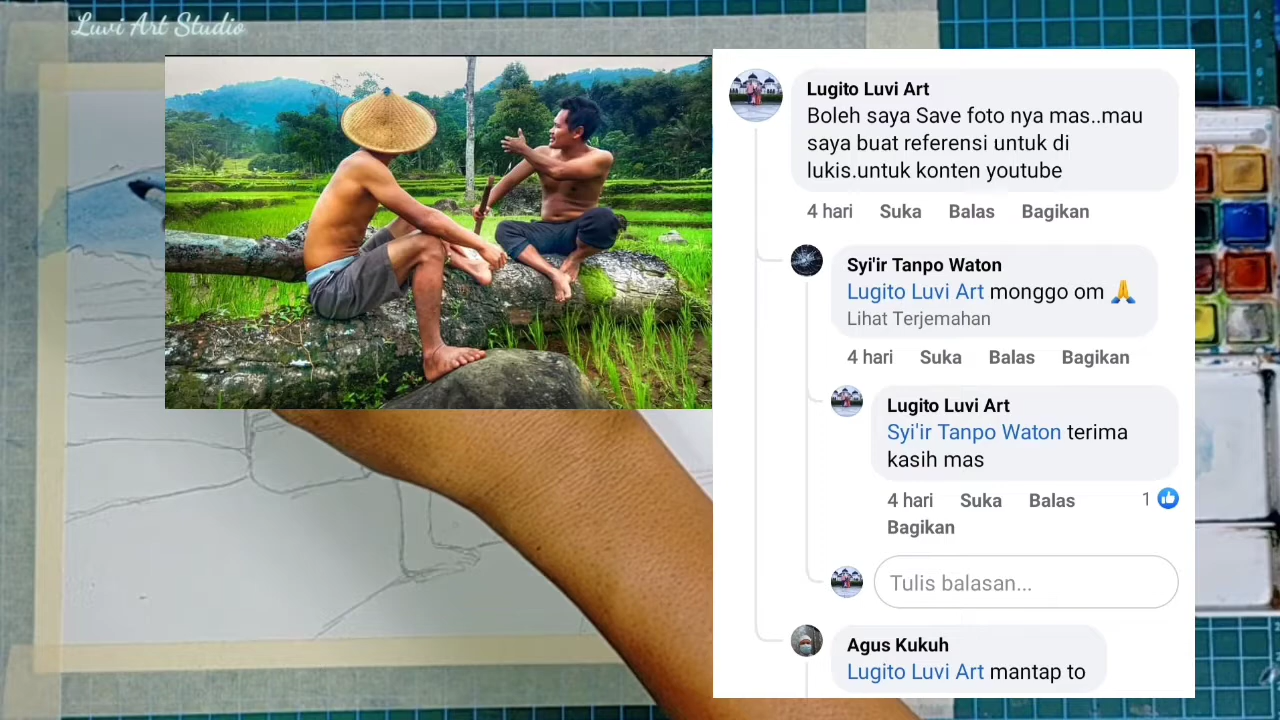 Luvi Art Studio
Lugito Luvi Art
Boleh saya Save foto nya mas..mau
saya buat referensi untuk di
lukis.untuk konten youtube
4 hari Suka Balas Bagikan
Syi'ir Tanpo Waton
Lugito Luvi Art monggo om 🙏
Lihat Terjemahan
4 hari Suka Balas Bagikan
Lugito Luvi Art
Syi'ir Tanpo Waton terima
kasih mas
4 hari Suka Balas 1
Bagikan
Tulis balasan...
Agus Kukuh
Lugito Luvi Art mantap to